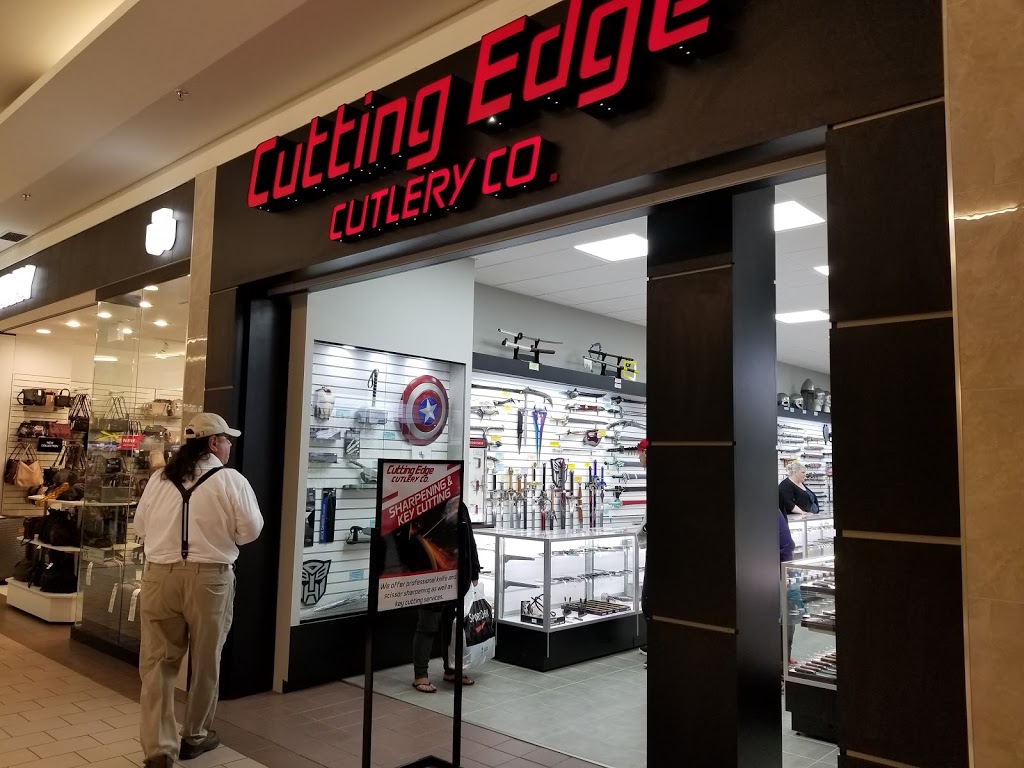 Cutting Edge
CUTLERY CO.
Cutting Edge
CUTLERY CO.
SHARPENING &
KEY CUTTING
We offer professional knife and
scissor sharpening as well as
key cutting services.